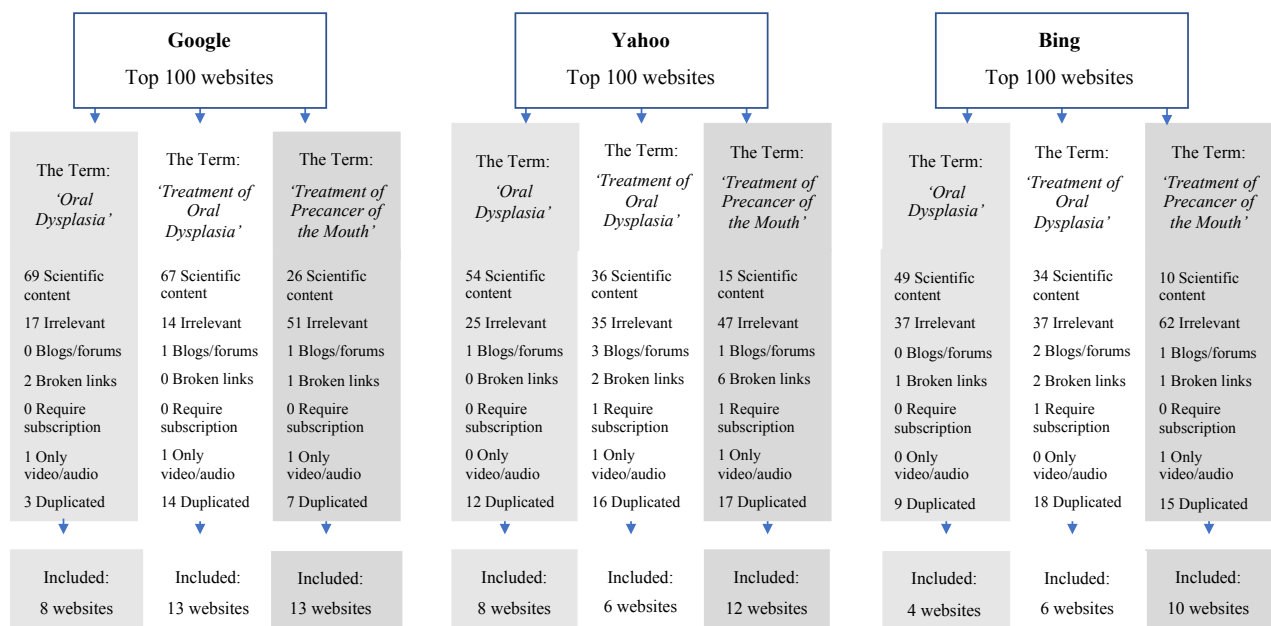 Google
Top 100 websites
The Term:
‘Oral
Dysplasia’
69 Scientific
content
17 Irrelevant
0 Blogs/forums
2 Broken links
0 Require
subscription
1 Only
video/audio
3 Duplicated
Included:
8 websites
The Term:
‘Treatment of
Oral
Dysplasia’
67 Scientific
content
14 Irrelevant
1 Blogs/forums
0 Broken links
0 Require
subscription
1 Only
video/audio
14 Duplicated
Included:
13 websites
The Term:
‘Treatment of
Precancer of
the Mouth’
26 Scientific
content
51 Irrelevant
1 Blogs/forums
1 Broken links
0 Require
subscription
1 Only
video/audio
7 Duplicated
Included:
13 websites
Yahoo
Top 100 websites
The Term:
‘Oral
Dysplasia’
54 Scientific
content
25 Irrelevant
1 Blogs/forums
0 Broken links
0 Require
subscription
0 Only
video/audio
12 Duplicated
Included:
8 websites
The Term:
‘Treatment of
Oral
Dysplasia’
36 Scientific
content
35 Irrelevant
3 Blogs/forums
2 Broken links
1 Require
subscription
1 Only
video/audio
16 Duplicated
Included:
6 websites
The Term:
‘Treatment of
Precancer of
the Mouth’
15 Scientific
content
47 Irrelevant
1 Blogs/forums
6 Broken links
1 Require
subscription
1 Only
video/audio
17 Duplicated
Included:
12 websites
Bing
Top 100 websites
The Term:
‘Oral
Dysplasia’
49 Scientific
content
37 Irrelevant
0 Blogs/forums
1 Broken links
0 Require
subscription
0 Only
video/audio
9 Duplicated
Included:
4 websites
The Term:
‘Treatment of
Oral
Dysplasia’
34 Scientific
content
37 Irrelevant
2 Blogs/forums
2 Broken links
1 Require
subscription
0 Only
video/audio
18 Duplicated
Included:
6 websites
The Term:
‘Treatment of
Precancer of
the Mouth’
10 Scientific
content
62 Irrelevant
1 Blogs/forums
1 Broken links
0 Require
subscription
1 Only
video/audio
15 Duplicated
Included:
10 websites